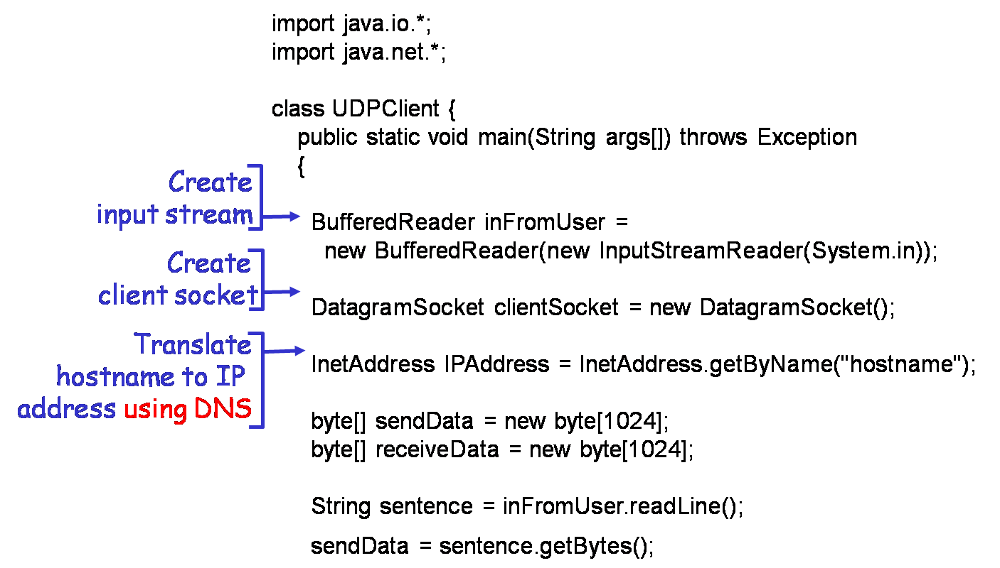 import java.io.*;
import java.net.*;
class UDPClient {
public static void main(String args[]) throws Exception
{
Create
input stream
BufferedReader inFromUser =
new BufferedReader(new InputStreamReader(System.in));
Create
client socket
DatagramSocket clientSocket = new DatagramSocket();
Translate
hostname to IP
address using DNS
InetAddress IPAddress = InetAddress.getByName("hostname");
byte[] sendData = new byte[1024];
byte[] receiveData = new byte[1024];
String sentence = inFromUser.readLine();
sendData = sentence.getBytes();